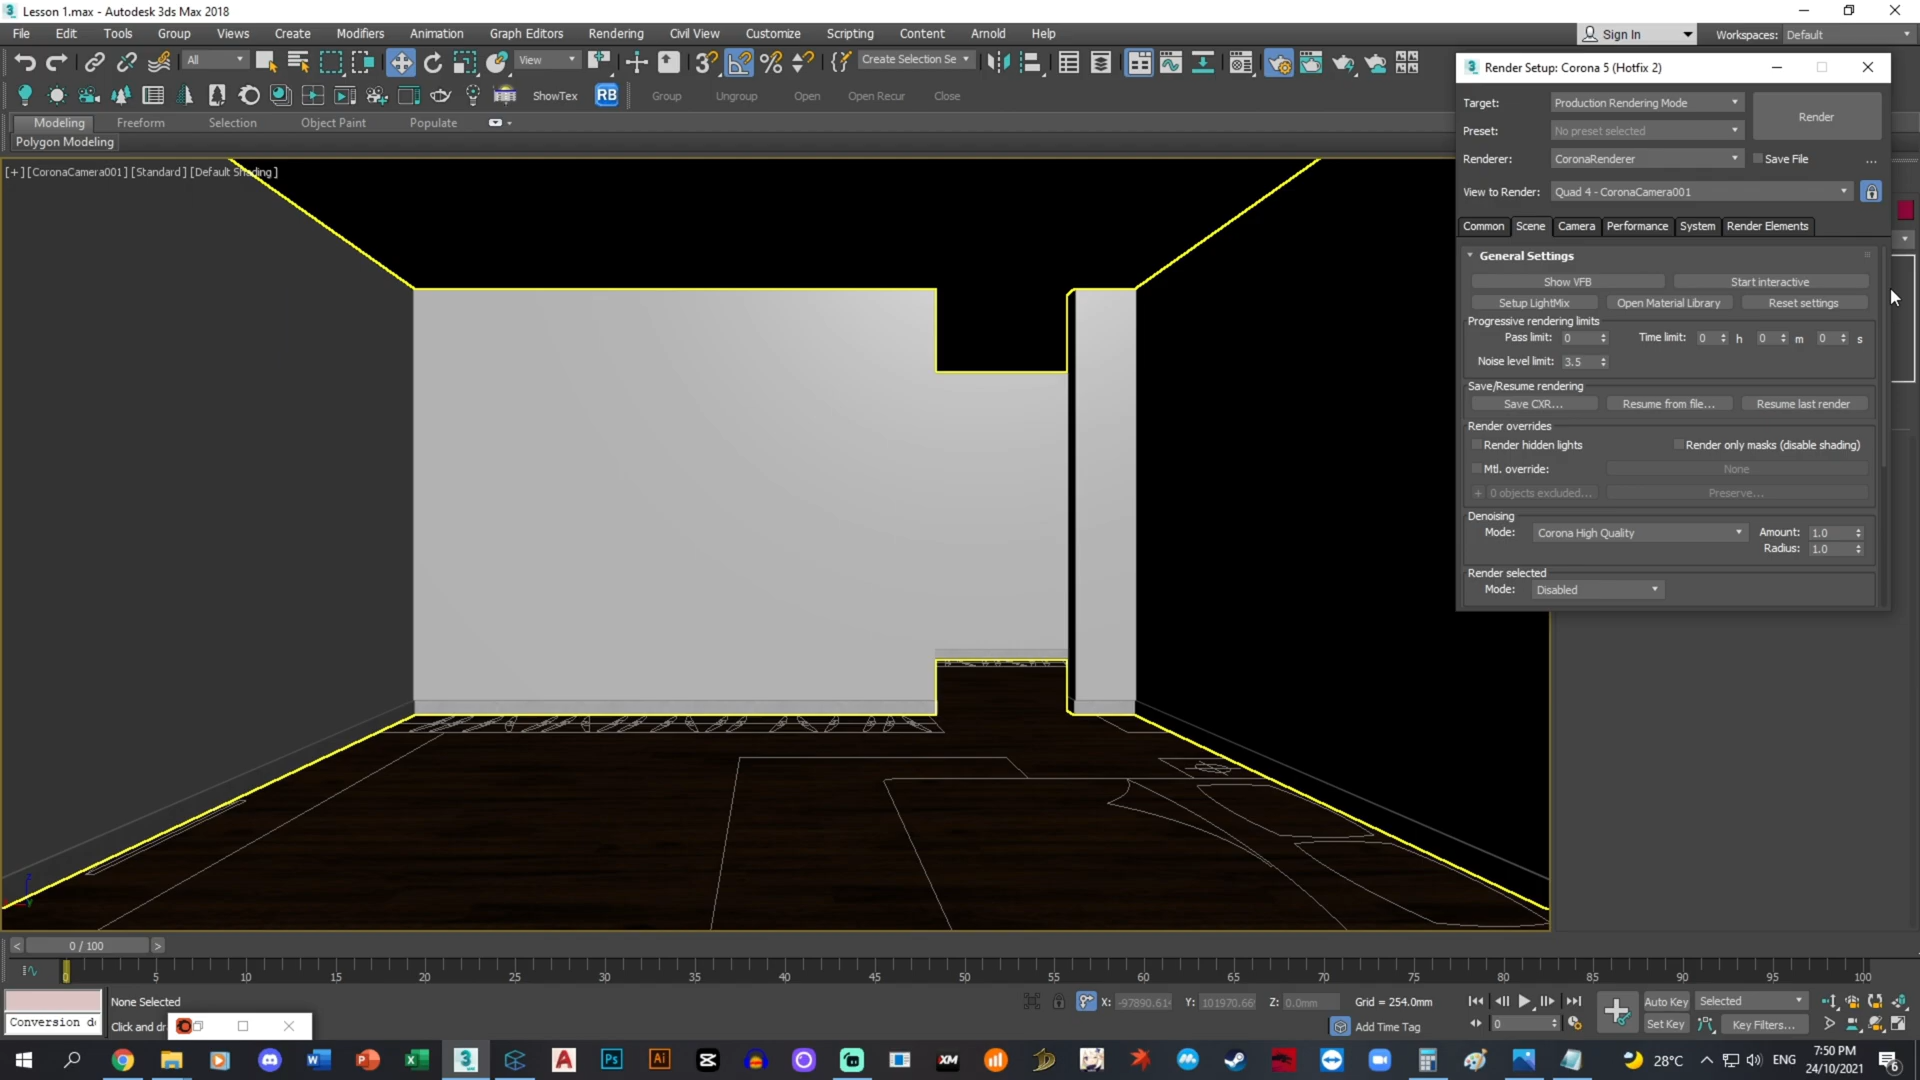 Lesson 1.max - Autodesk 3ds Max 2018
File Edit Tools Group Views Create Modifiers Animation Graph Editors Rendering Civil View Customize Scripting Content Arnold Help
Sign In Workspaces: Default
All View Create Selection Se
ShowTex RB Group Ungroup Open Open Recur Close
Modeling Freeform Selection Object Paint Populate
Polygon Modeling
[+] [CoronaCamera001] [Standard] [Default Shading]
Render Setup: Corona 5 (Hotfix 2)
Target: Production Rendering Mode
Render
Preset: No preset selected
Renderer: CoronaRenderer Save File ...
View to Render: Quad 4 - CoronaCamera001
Common Scene Camera Performance System Render Elements
General Settings
Show VFB Start interactive
Setup LightMix Open Material Library Reset settings
Progressive rendering limits
Pass limit: 0 Time limit: 0 h 0 m 0 s
Noise level limit: 3.5
Save/Resume rendering
Save CXR... Resume from file... Resume last render
Render overrides
Render hidden lights Render only masks (disable shading)
Mtl. override: None
+ 0 objects excluded... Preserve...
Denoising
Mode: Corona High Quality Amount: 1.0
Radius: 1.0
Render selected
Mode: Disabled
< 0 / 100 >
0 5 10 15 20 25 30 35 40 45 50 55 60 65 70 75 80 85 90 95 100
None Selected X: Y: Z: 0.0mm Grid = 254.0mm Auto Key Selected
Conversion Click and dr Add Time Tag 0 Set Key Key Filters...
28°C ENG 7:50 PM
24/10/2021
6